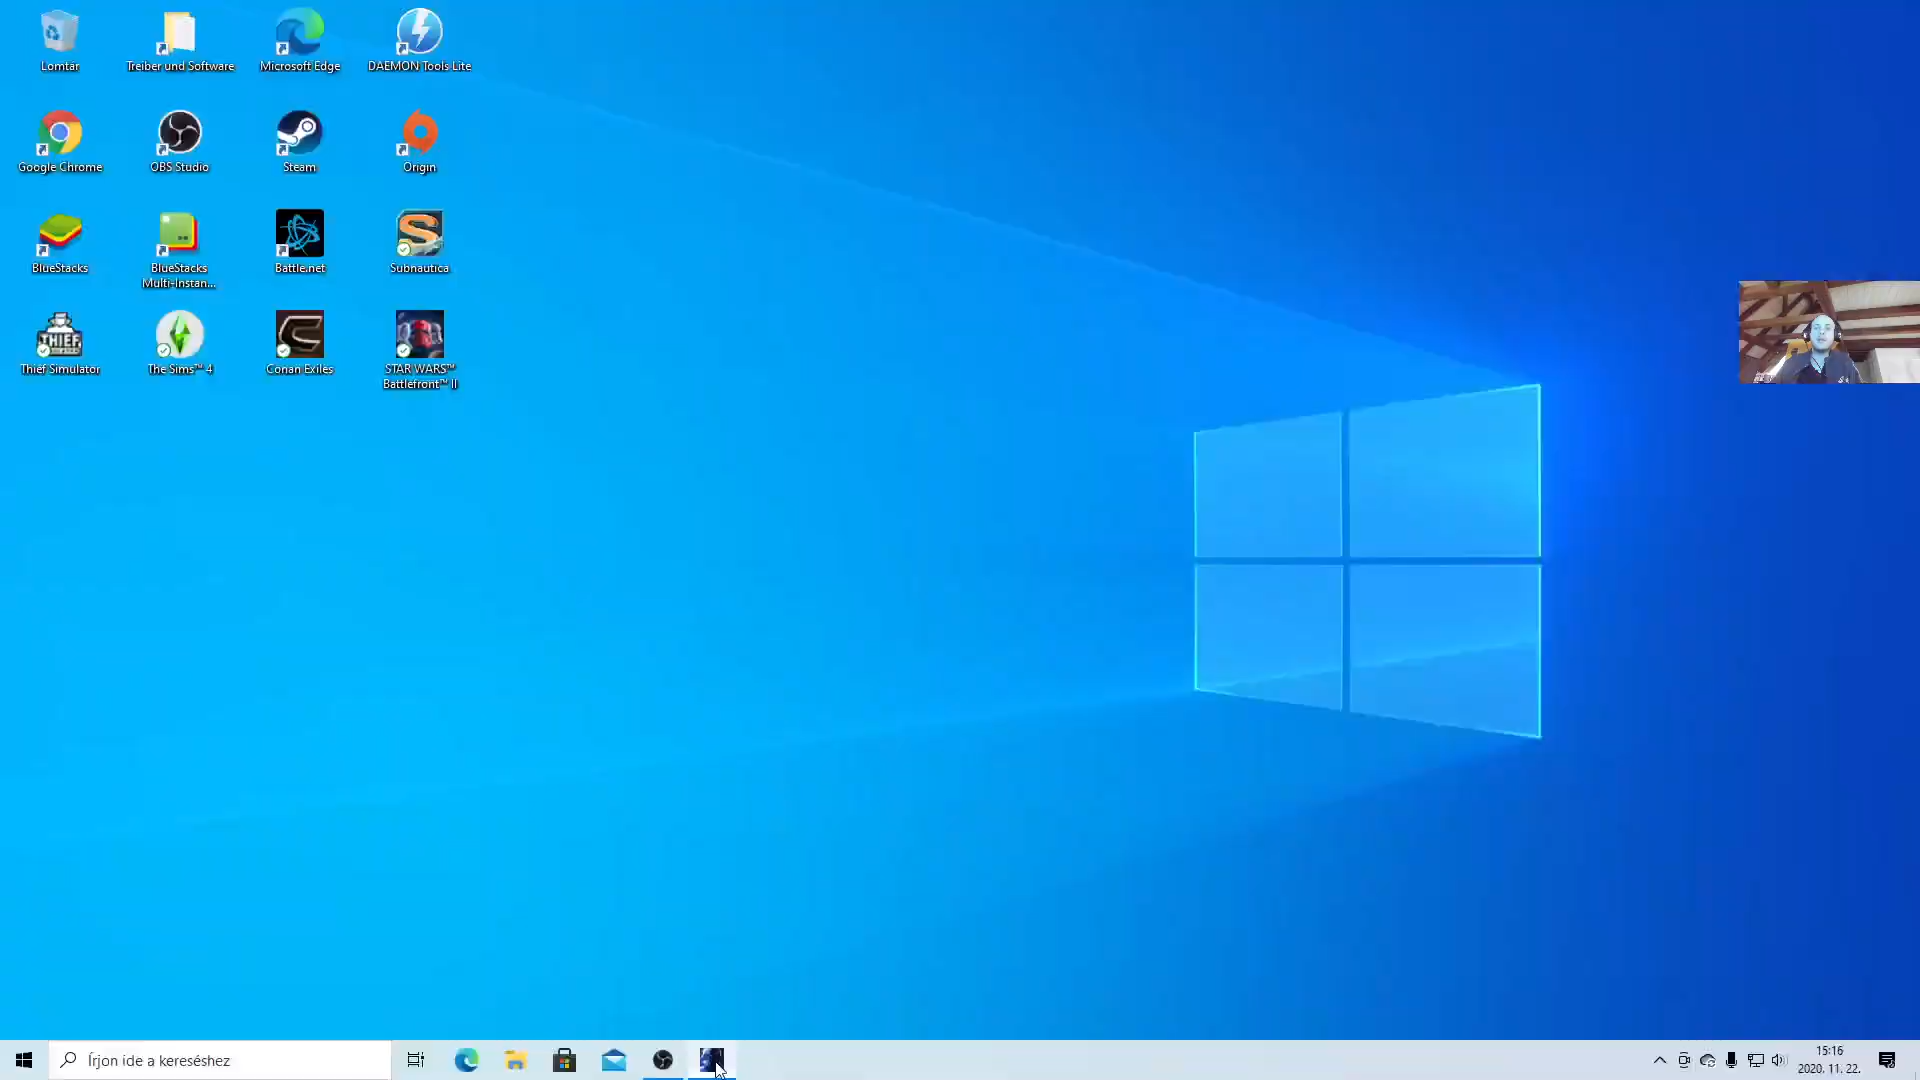 Lomtár
Treiber und Software
Microsoft Edge
DAEMON Tools Lite
Google Chrome
OBS Studio
Steam
Origin
BlueStacks
BlueStacks
Multi-Instan...
Battle.net
Subnautica
THIEF
Thief Simulator
The Sims™ 4
Conan Exiles
STAR WARS™
Battlefront™ II
Írjon ide a kereséshez
15:16
2020. 11. 22.